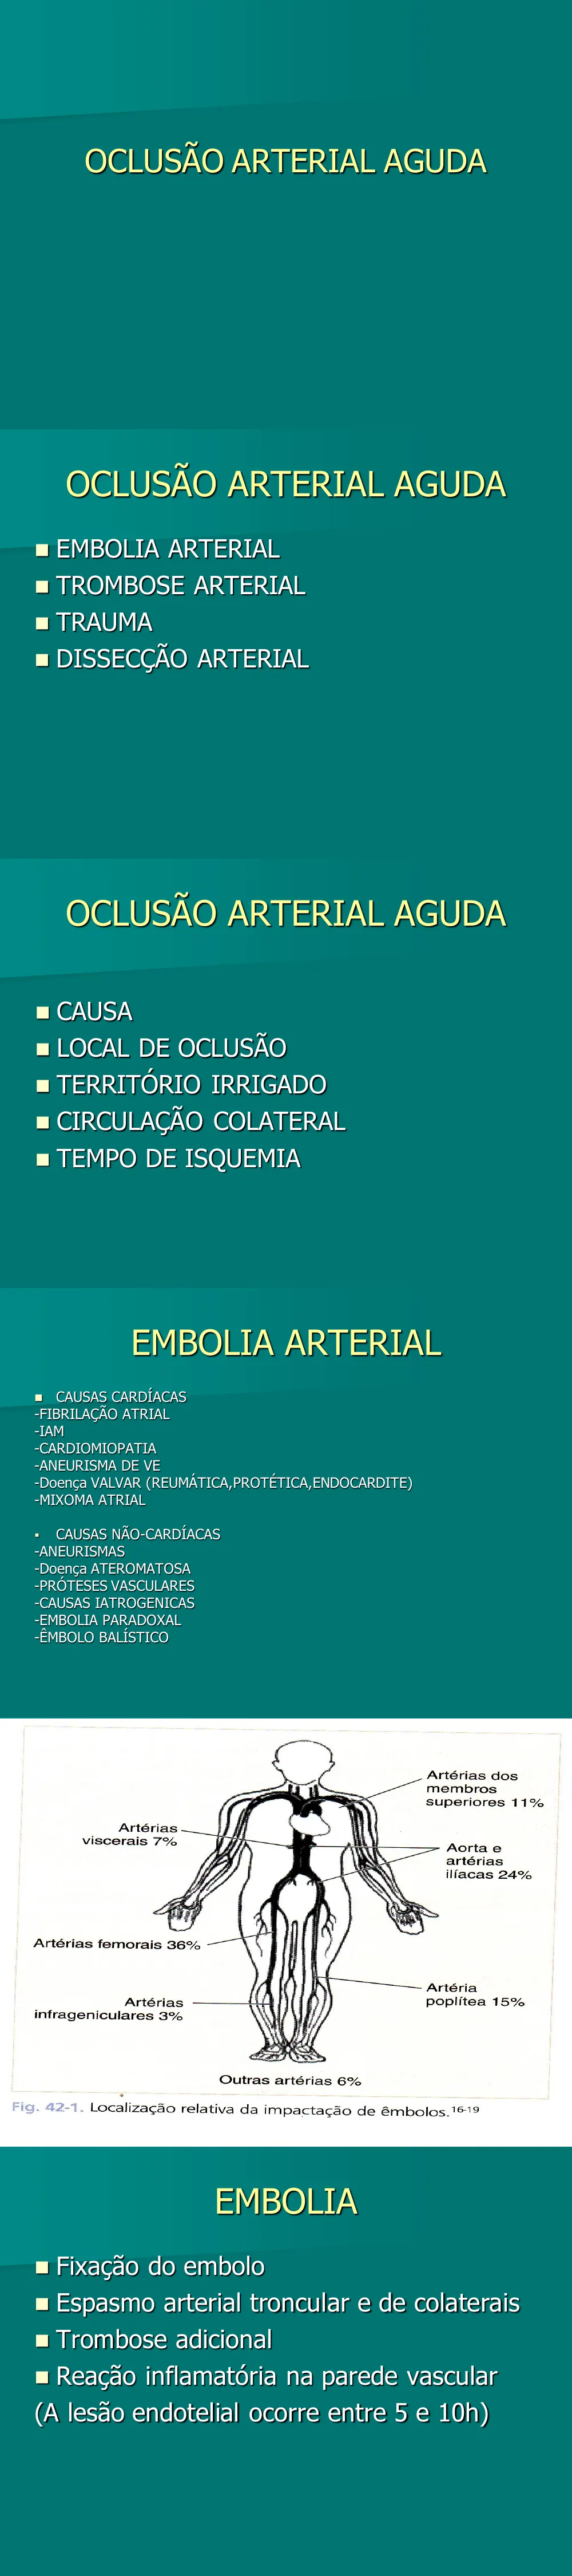 OCLUSÃO ARTERIAL AGUDA
OCLUSÃO ARTERIAL AGUDA
■ EMBOLIA ARTERIAL
■ TROMBOSE ARTERIAL
■ TRAUMA
■ DISSECÇÃO ARTERIAL
OCLUSÃO ARTERIAL AGUDA
■ CAUSA
■ LOCAL DE OCLUSÃO
■ TERRITÓRIO IRRIGADO
■ CIRCULAÇÃO COLATERAL
■ TEMPO DE ISQUEMIA
EMBOLIA ARTERIAL
■ CAUSAS CARDÍACAS
-FIBRILAÇÃO ATRIAL
-IAM
-CARDIOMIOPATIA
-ANEURISMA DE VE
-Doença VALVAR (REUMÁTICA,PROTÉTICA,ENDOCARDITE)
-MIXOMA ATRIAL
▪ CAUSAS NÃO-CARDÍACAS
-ANEURISMAS
-Doença ATEROMATOSA
-PRÓTESES VASCULARES
-CAUSAS IATROGENICAS
-EMBOLIA PARADOXAL
-ÊMBOLO BALÍSTICO
Artérias dos
membros
superiores 11%
Artérias
viscerais 7%
Aorta e
artérias
ilíacas 24%
Artérias femorais 36%
Artéria
poplítea 15%
Artérias
infrageniculares 3%
Outras artérias 6%
Fig. 42-1. Localização relativa da impactação de êmbolos.16-19
EMBOLIA
■ Fixação do embolo
■ Espasmo arterial troncular e de colaterais
■ Trombose adicional
■ Reação inflamatória na parede vascular
(A lesão endotelial ocorre entre 5 e 10h)